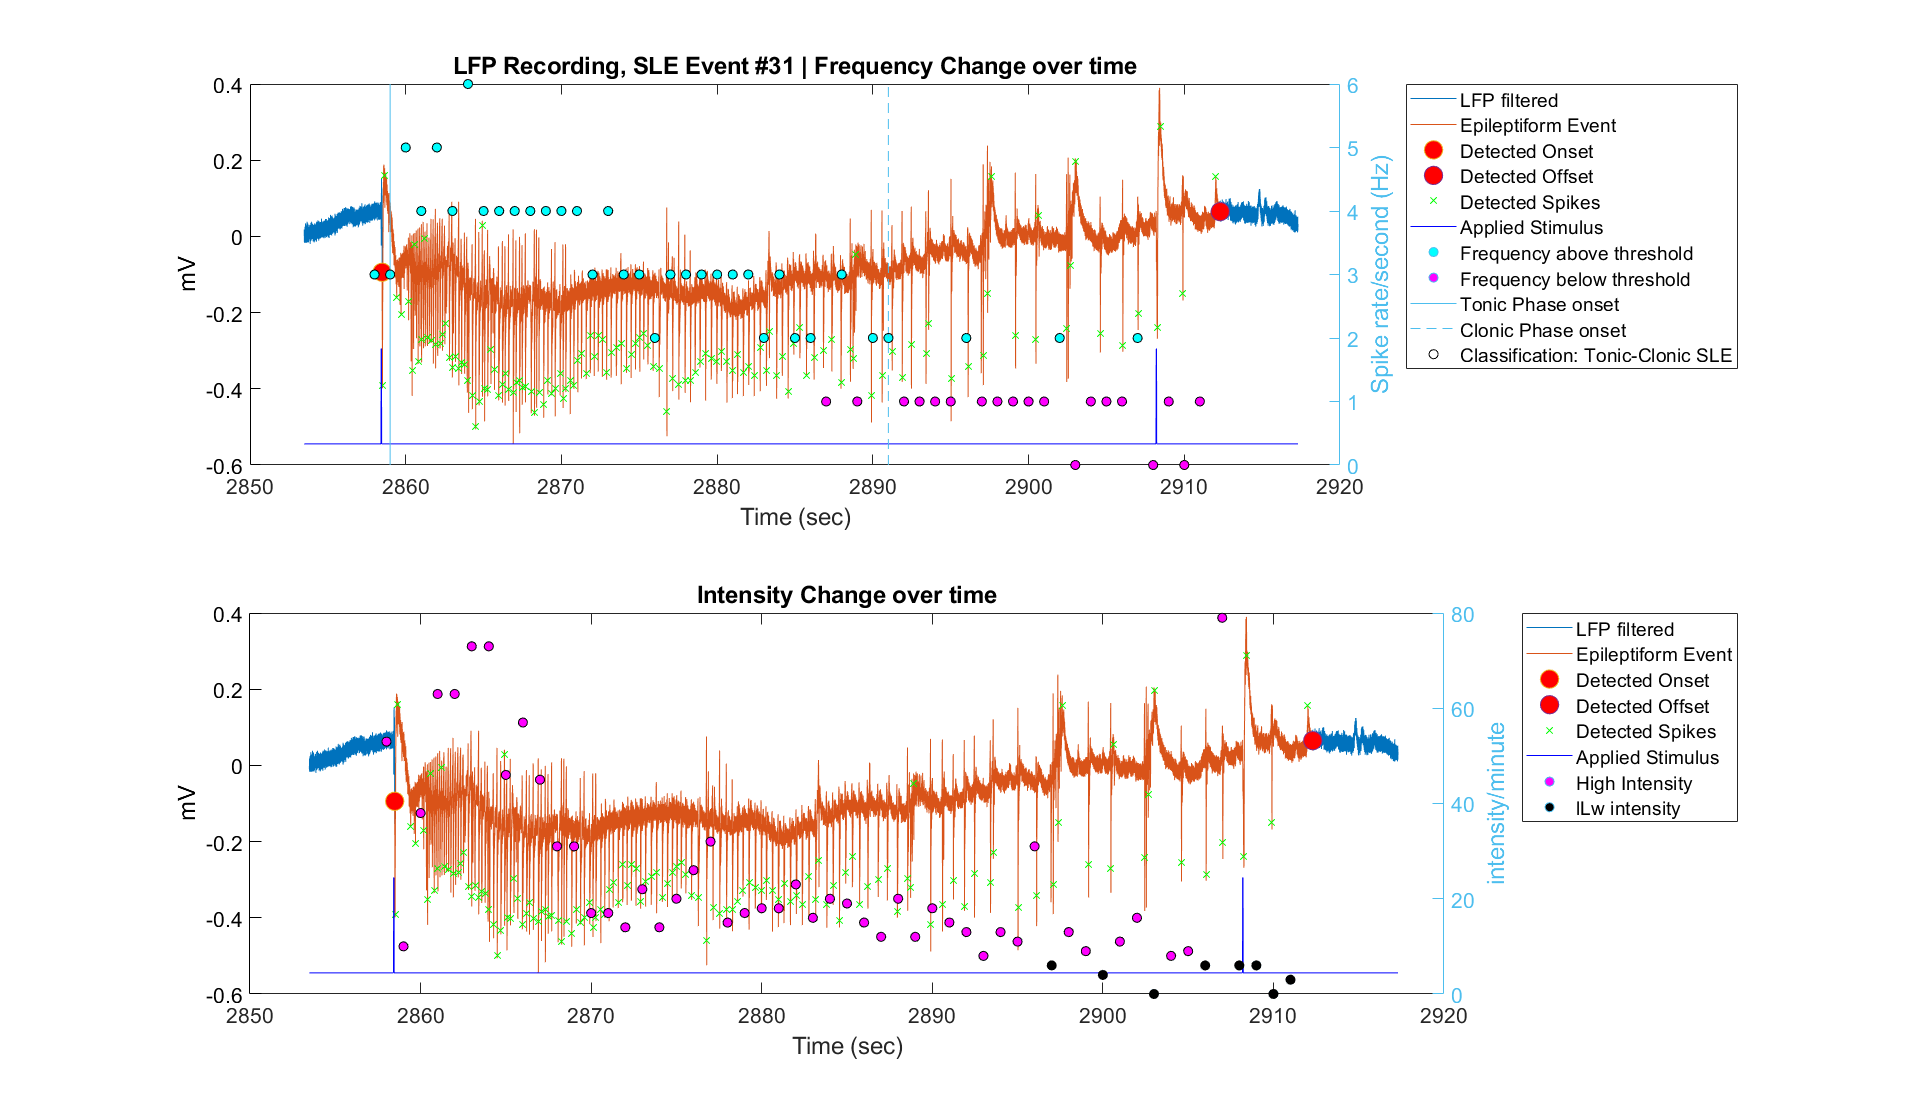 LFP Recording, SLE Event #31 | Frequency Change over time
0.4
0.2
0
-0.2
-0.4
-0.6
mV
2850
2860
2870
2880
2890
2900
2910
2920
Time (sec)
6
5
4
3
2
1
0
Spike rate/second (Hz)
LFP filtered
Epileptiform Event
Detected Onset
Detected Offset
Detected Spikes
Applied Stimulus
Frequency above threshold
Frequency below threshold
Tonic Phase onset
Clonic Phase onset
Classification: Tonic-Clonic SLE
Intensity Change over time
0.4
0.2
0
-0.2
-0.4
-0.6
mV
2850
2860
2870
2880
2890
2900
2910
2920
Time (sec)
80
60
40
20
0
intensity/minute
LFP filtered
Epileptiform Event
Detected Onset
Detected Offset
Detected Spikes
Applied Stimulus
High Intensity
lLw intensity